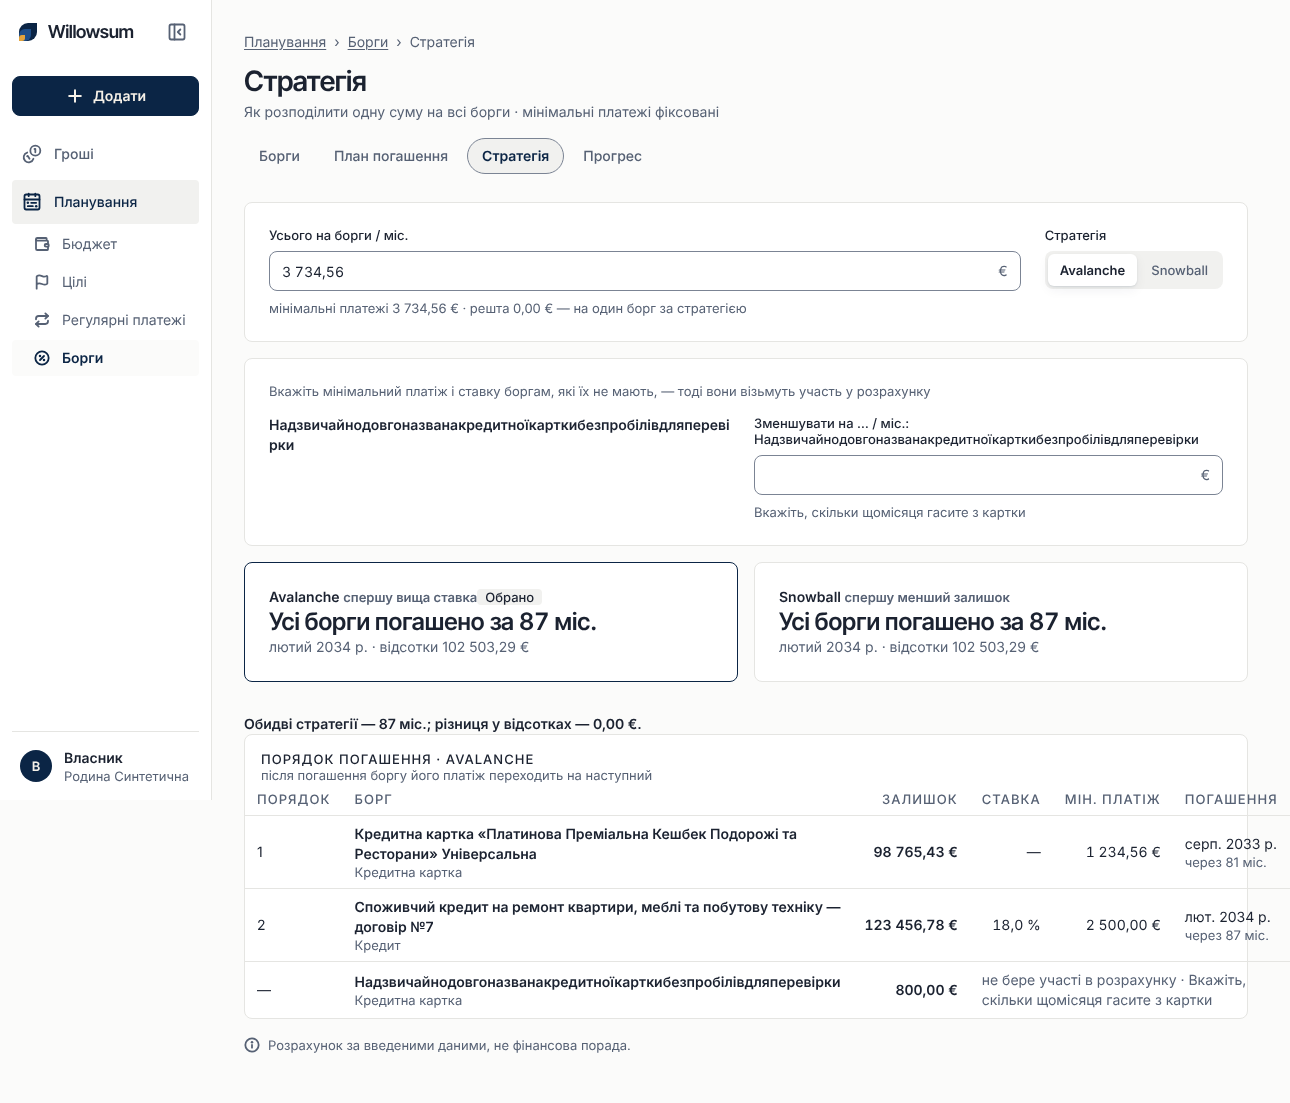 Willowsum
Додати
Гроші
Планування
Бюджет
Цілі
Регулярні платежі
Борги
В
Власник
Родина Синтетична
Планування › Борги › Стратегія
Стратегія
Як розподілити одну суму на всі борги · мінімальні платежі фіксовані
Борги План погашення Стратегія Прогрес
Усього на борги / міс.
3 734,56 €
мінімальні платежі 3 734,56 € · решта 0,00 € — на один борг за стратегією
Стратегія
Avalanche Snowball
Вкажіть мінімальний платіж і ставку боргам, які їх не мають, — тоді вони візьмуть участь у розрахунку
Надзвичайнодовгоназванакредитноїкарткибезпробілівдляпереві
рки
Зменшувати на ... / міс.:
Надзвичайнодовгоназванакредитноїкарткибезпробілівдляперевірки
€
Вкажіть, скільки щомісяця гасите з картки
Avalanche спершу вища ставка Обрано
Усі борги погашено за 87 міс.
лютий 2034 р. · відсотки 102 503,29 €
Snowball спершу менший залишок
Усі борги погашено за 87 міс.
лютий 2034 р. · відсотки 102 503,29 €
Обидві стратегії — 87 міс.; різниця у відсотках — 0,00 €.
ПОРЯДОК ПОГАШЕННЯ · AVALANCHE
після погашення боргу його платіж переходить на наступний
ПОРЯДОК БОРГ ЗАЛИШОК СТАВКА МІН. ПЛАТІЖ ПОГАШЕННЯ
1 Кредитна картка «Платинова Преміальна Кешбек Подорожі та
Ресторани» Універсальна
Кредитна картка
98 765,43 € — 1 234,56 € серп. 2033 р.
через 81 міс.
2 Споживчий кредит на ремонт квартири, меблі та побутову техніку —
договір №7
Кредит
123 456,78 € 18,0 % 2 500,00 € лют. 2034 р.
через 87 міс.
— Надзвичайнодовгоназванакредитноїкарткибезпробілівдляперевірки
Кредитна картка
800,00 € не бере участі в розрахунку · Вкажіть,
скільки щомісяця гасите з картки
Розрахунок за введеними даними, не фінансова порада.